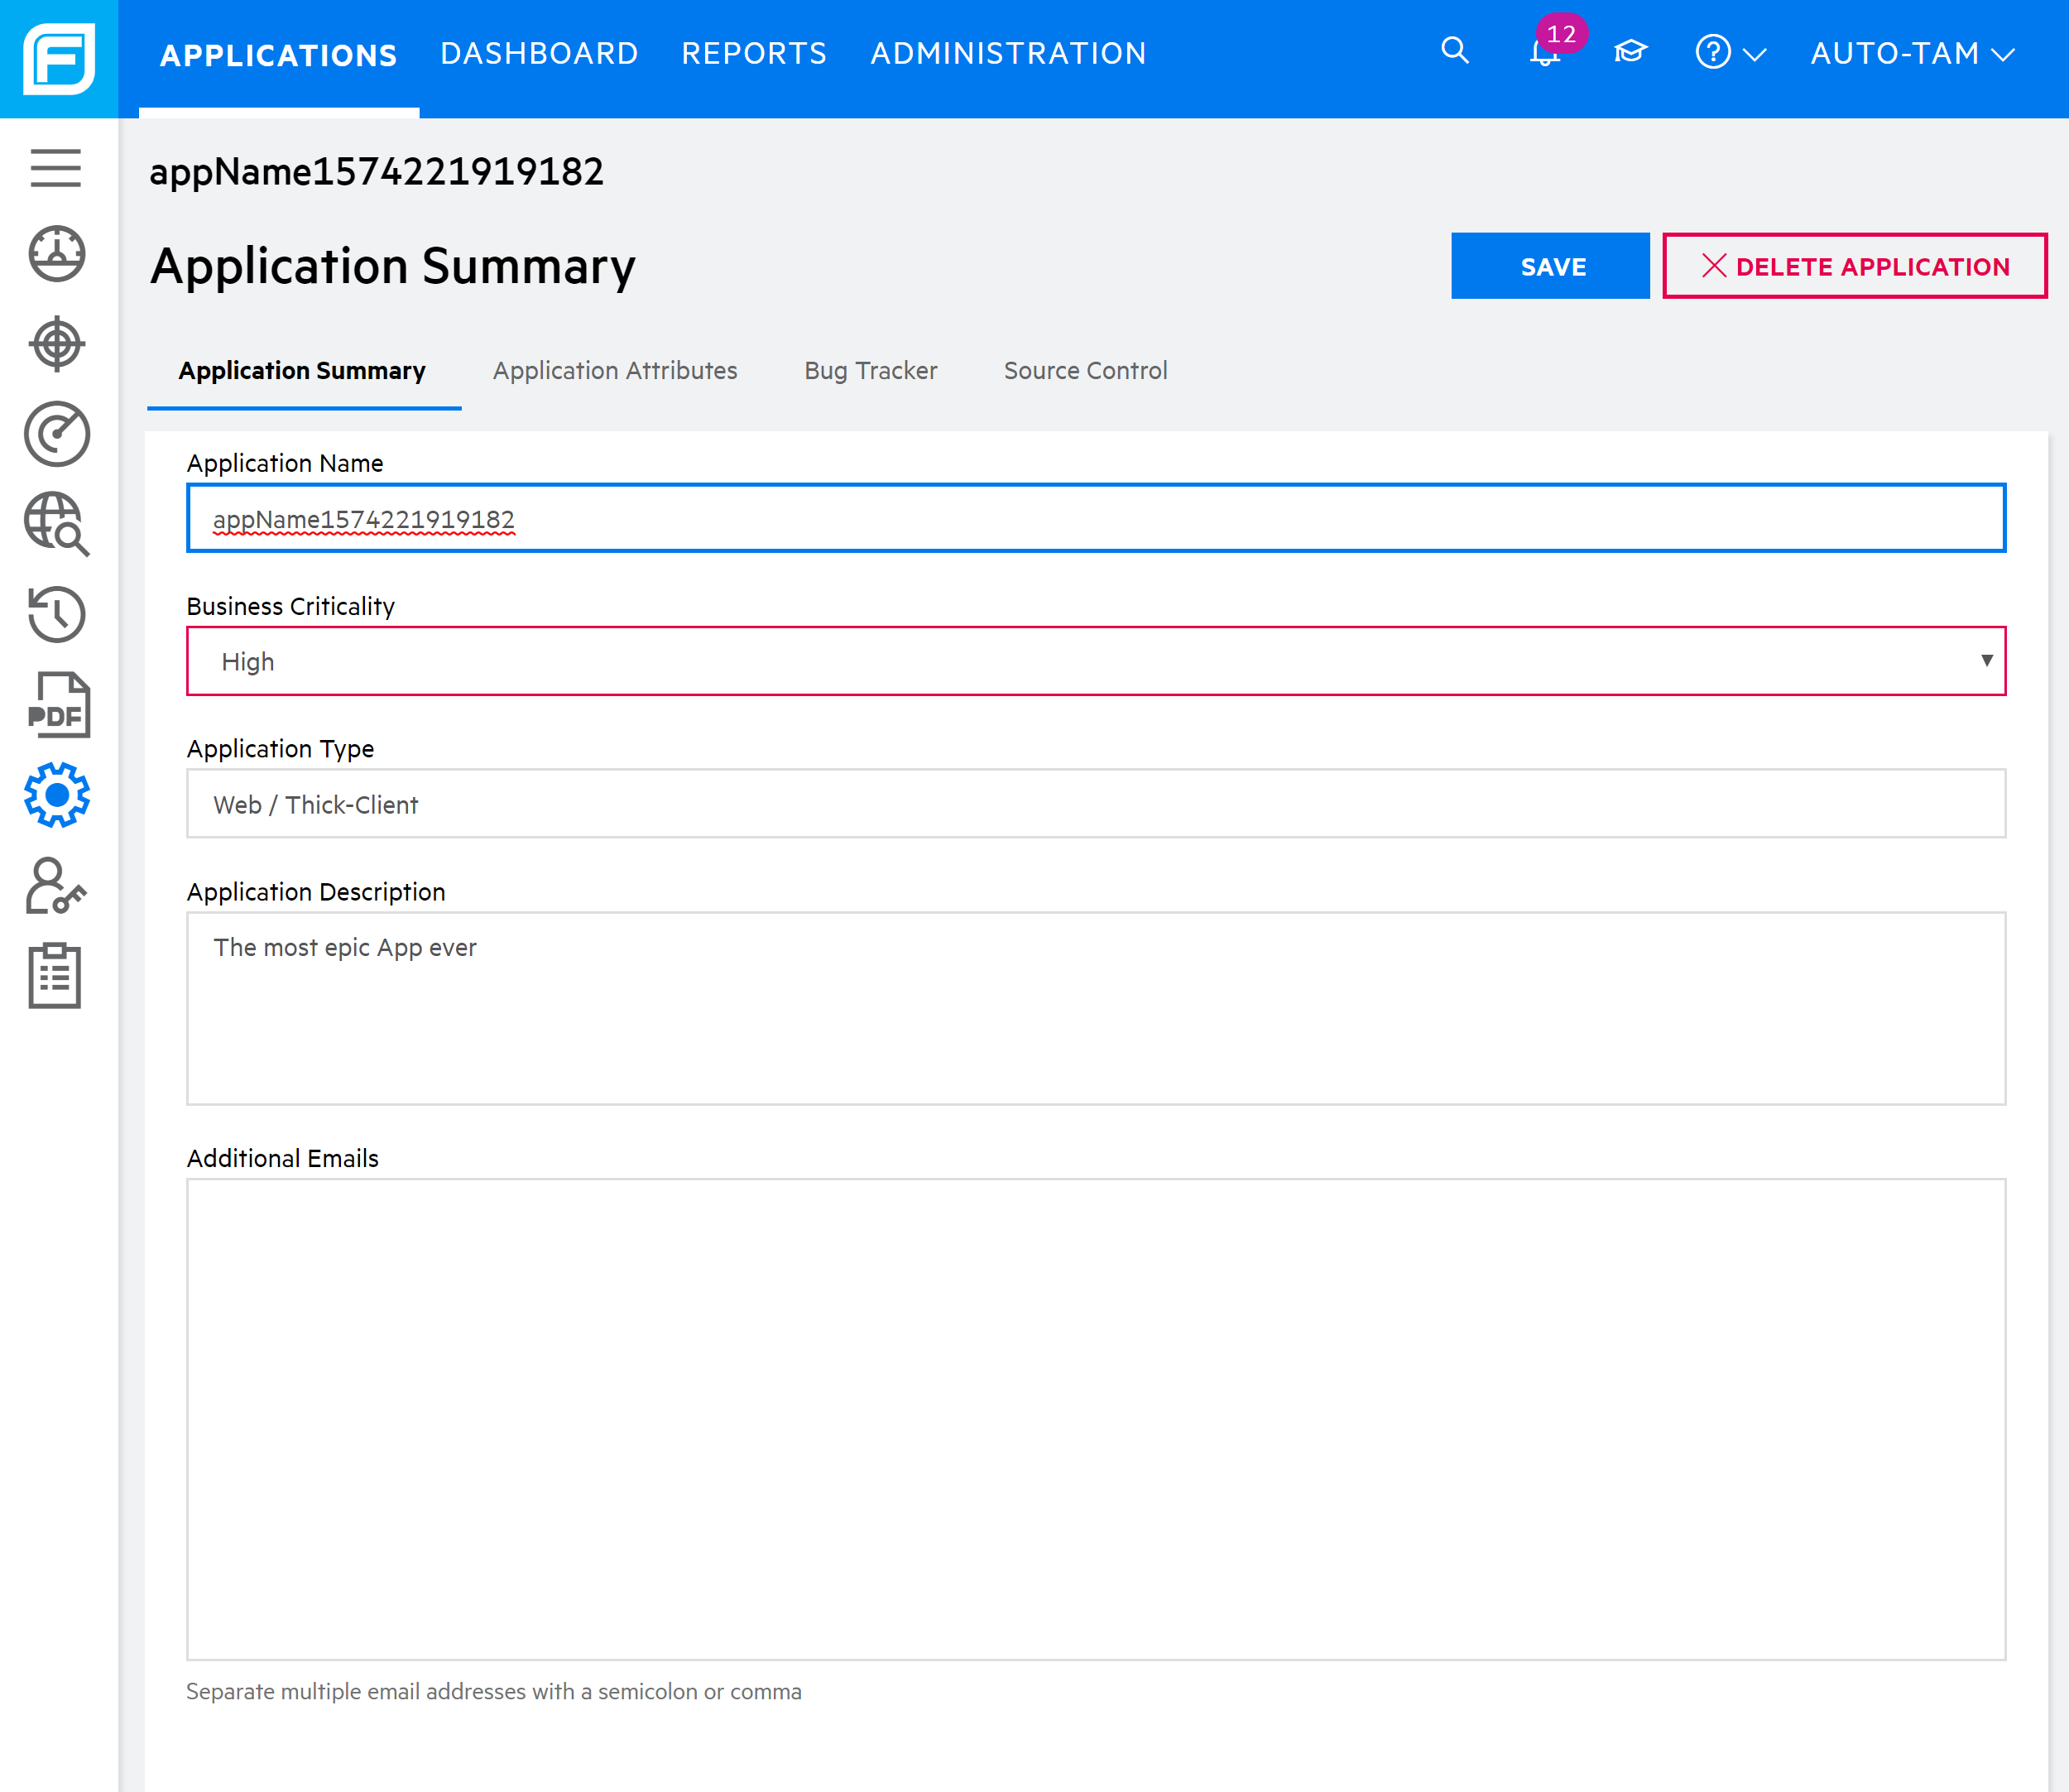 APPLICATIONS DASHBOARD REPORTS ADMINISTRATION 12 AUTO-TAM
appName1574221919182
Application Summary SAVE DELETE APPLICATION
Application Summary Application Attributes Bug Tracker Source Control
Application Name
appName1574221919182
Business Criticality
High
PDF
Application Type
Web / Thick-Client
Application Description
The most epic App ever
Additional Emails
Separate multiple email addresses with a semicolon or comma